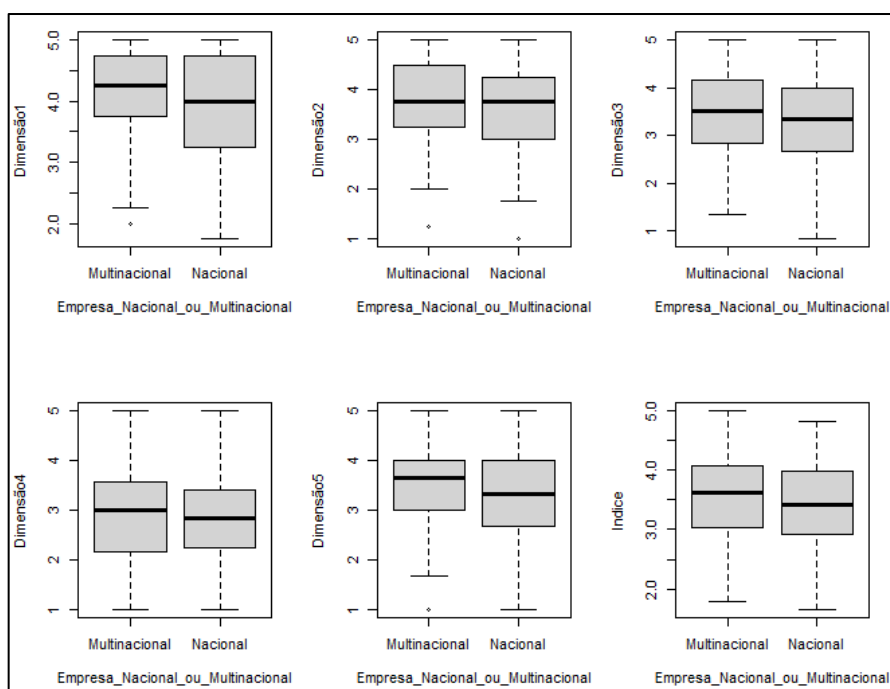 Dimensão1
5.0
4.0
3.0
2.0
Multinacional Nacional
Empresa_Nacional_ou_Multinacional
Dimensão2
5
4
3
2
1
Multinacional Nacional
Empresa_Nacional_ou_Multinacional
Dimensão3
5
4
3
2
1
Multinacional Nacional
Empresa_Nacional_ou_Multinacional
Dimensão4
5
4
3
2
1
Multinacional Nacional
Empresa_Nacional_ou_Multinacional
Dimensão5
5
4
3
2
1
Multinacional Nacional
Empresa_Nacional_ou_Multinacional
Indice
5.0
4.0
3.0
2.0
Multinacional Nacional
Empresa_Nacional_ou_Multinacional